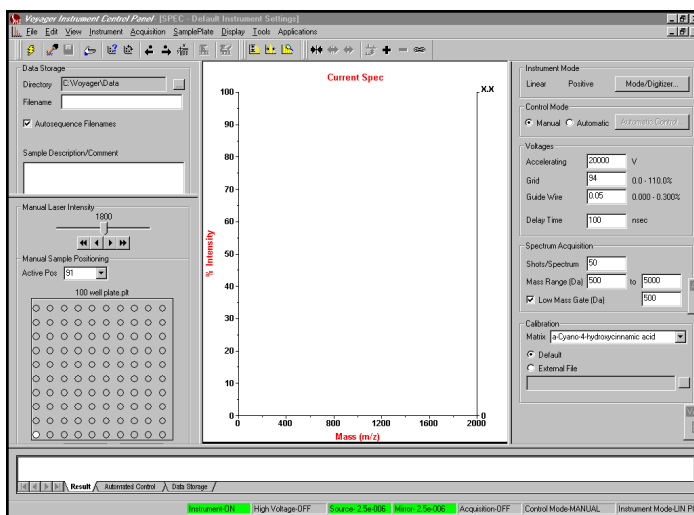 Voyager Instrument Control Panel - [SPEC - Default Instrument Settings]
File Edit View Instrument Acquisition SamplePlate Display Tools Applications
Data Storage
Directory C:\Voyager\Data ...
Filename
Autosequence Filenames
Sample Description/Comment
Manual Laser Intensity
1800
Manual Sample Positioning
Active Pos 91
100 well plate.plt
Current Spec
X.X
100
90
80
70
60
50
40
30
20
10
0
0
% Intensity
0 400 800 1200 1600 2000
Mass (m/z)
Instrument Mode
Linear Positive Mode/Digitizer...
Control Mode
Manual Automatic Automatic Control...
Voltages
Accelerating 20000 V
Grid 94 0.0 - 110.0%
Guide Wire 0.05 0.000 - 0.300%
Delay Time 100 nsec
Spectrum Acquisition
Shots/Spectrum 50
Mass Range (Da) 500 to 5000
Low Mass Gate (Da) 500
Calibration
Matrix a-Cyano-4-hydroxycinnamic acid
Default
External File
Result Automated Control Data Storage
Instrument-ON High Voltage-OFF Source- 2.5e-006 Mirror- 2.5e-006 Acquisition-OFF Control Mode-MANUAL Instrument Mode-LIN